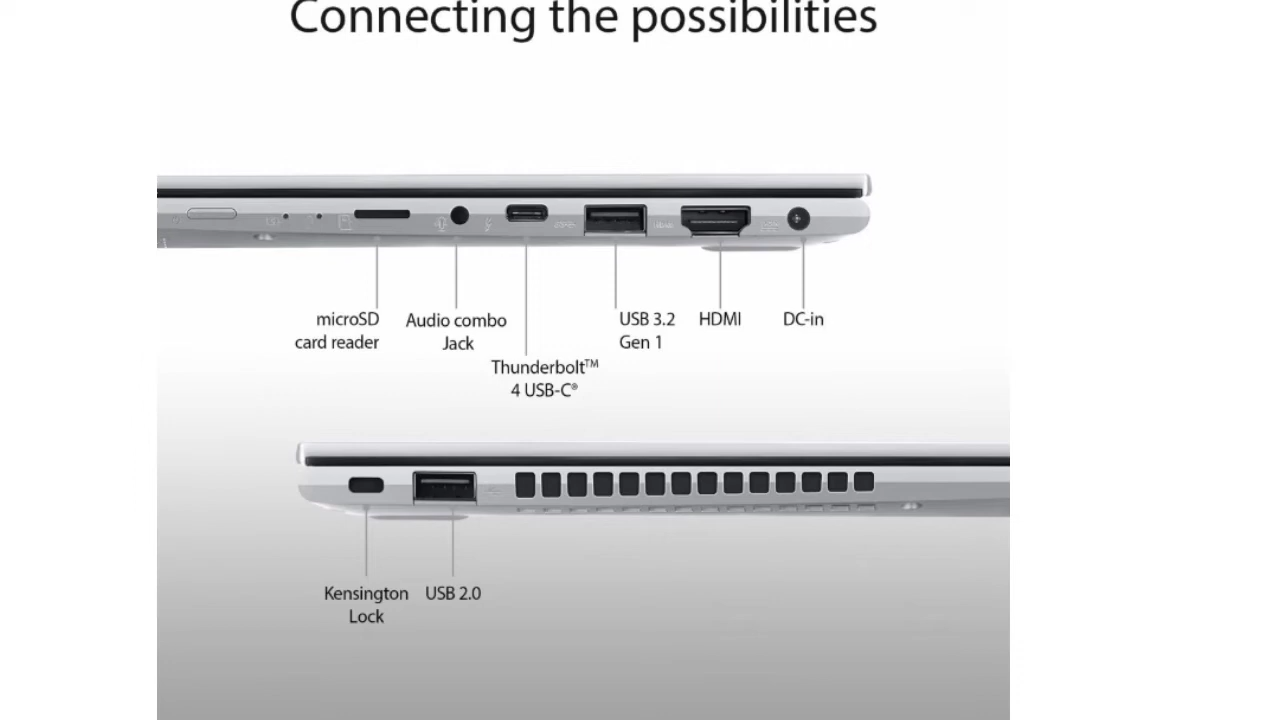 Connecting the possibilities
microSD
card reader
Audio combo
Jack
Thunderbolt™
4 USB-C®
USB 3.2
Gen 1
HDMI
DC-in
Kensington
Lock
USB 2.0